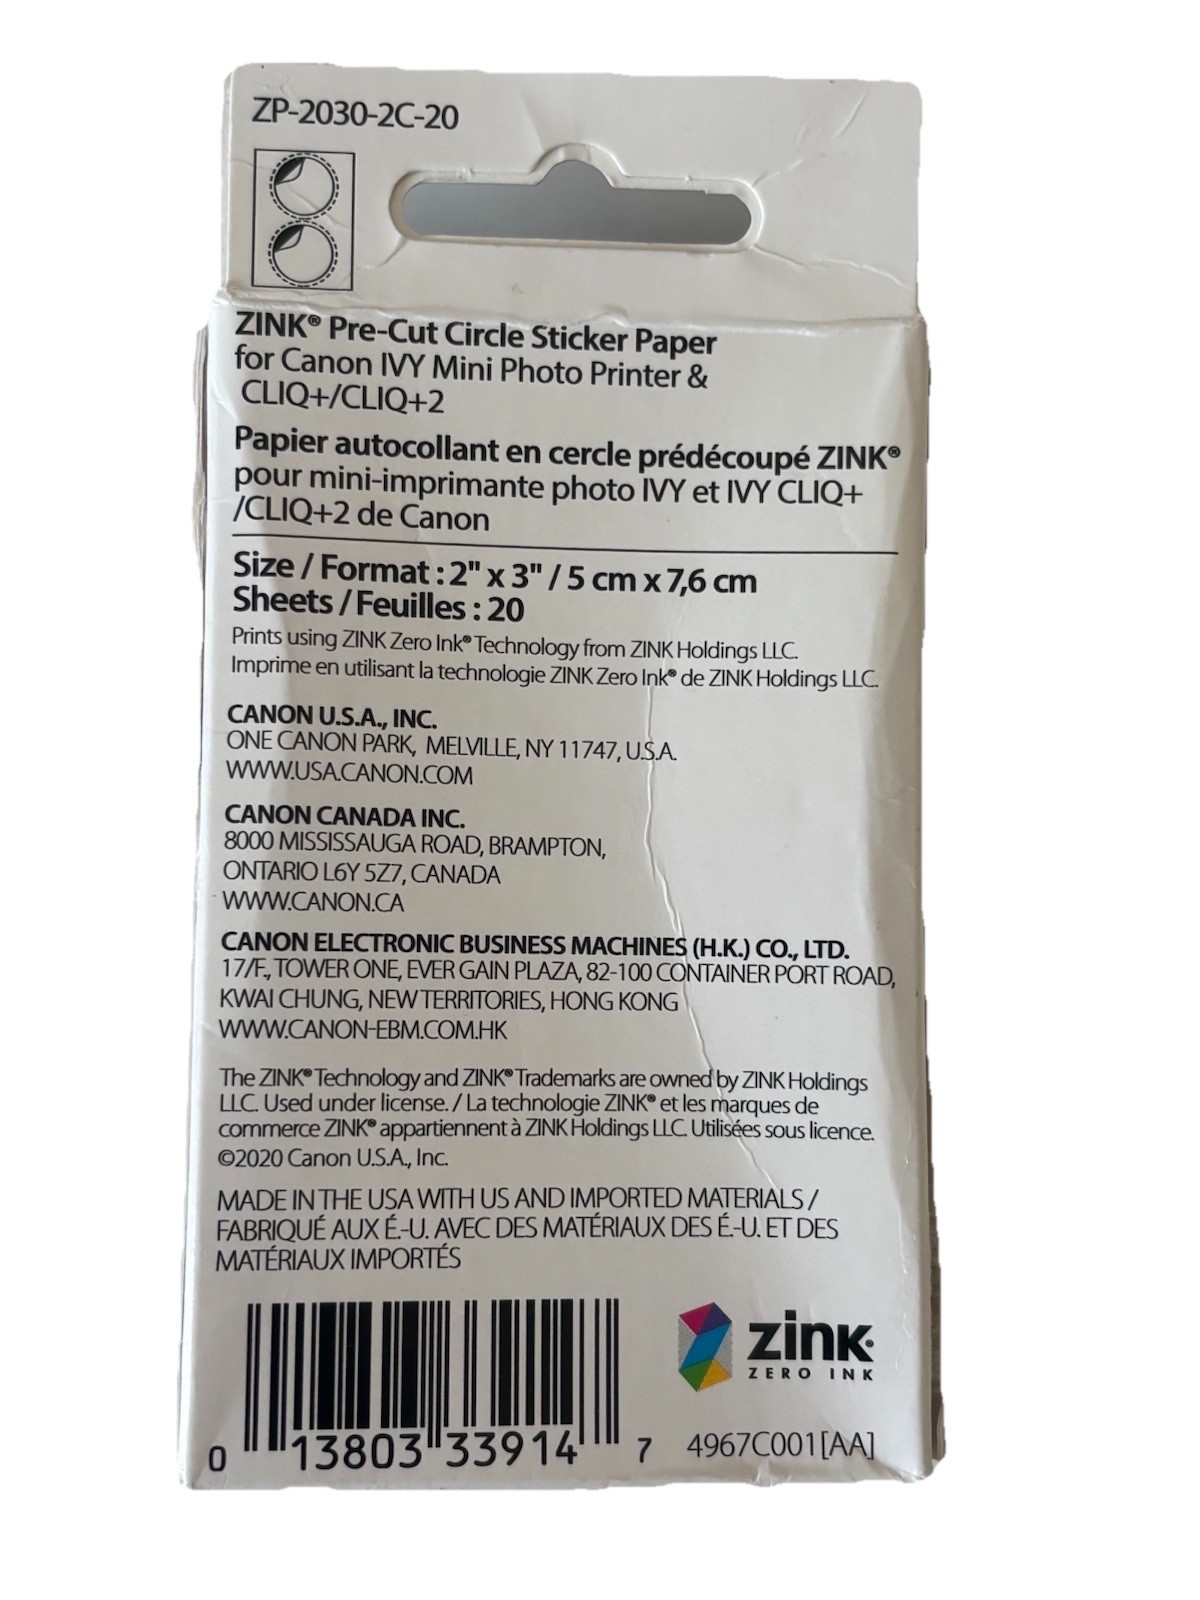 ZP-2030-2C-20
ZINK® Pre-Cut Circle Sticker Paper
for Canon IVY Mini Photo Printer &
CLIQ+/CLIQ+2
Papier autocollant en cercle prédécoupé ZINK®
pour mini-imprimante photo IVY et IVY CLIQ+
/CLIQ+2 de Canon
Size / Format : 2" x 3" / 5 cm x 7,6 cm
Sheets / Feuilles : 20
Prints using ZINK Zero Ink® Technology from ZINK Holdings LLC.
Imprime en utilisant la technologie ZINK Zero Ink® de ZINK Holdings LLC.
CANON U.S.A., INC.
ONE CANON PARK, MELVILLE, NY 11747, U.S.A.
WWW.USA.CANON.COM
CANON CANADA INC.
8000 MISSISSAUGA ROAD, BRAMPTON,
ONTARIO L6Y 5Z7, CANADA
WWW.CANON.CA
CANON ELECTRONIC BUSINESS MACHINES (H.K.) CO., LTD.
17/F., TOWER ONE, EVER GAIN PLAZA, 82-100 CONTAINER PORT ROAD,
KWAI CHUNG, NEW TERRITORIES, HONG KONG
WWW.CANON-EBM.COM.HK
The ZINK® Technology and ZINK® Trademarks are owned by ZINK Holdings
LLC. Used under license. / La technologie ZINK® et les marques de
commerce ZINK® appartiennent à ZINK Holdings LLC. Utilisées sous licence.
©2020 Canon U.S.A., Inc.
MADE IN THE USA WITH US AND IMPORTED MATERIALS /
FABRIQUÉ AUX É.-U. AVEC DES MATÉRIAUX DES É.-U. ET DES
MATÉRIAUX IMPORTÉS
zink
ZERO INK
0 13803 33914 7
4967C001[AA]